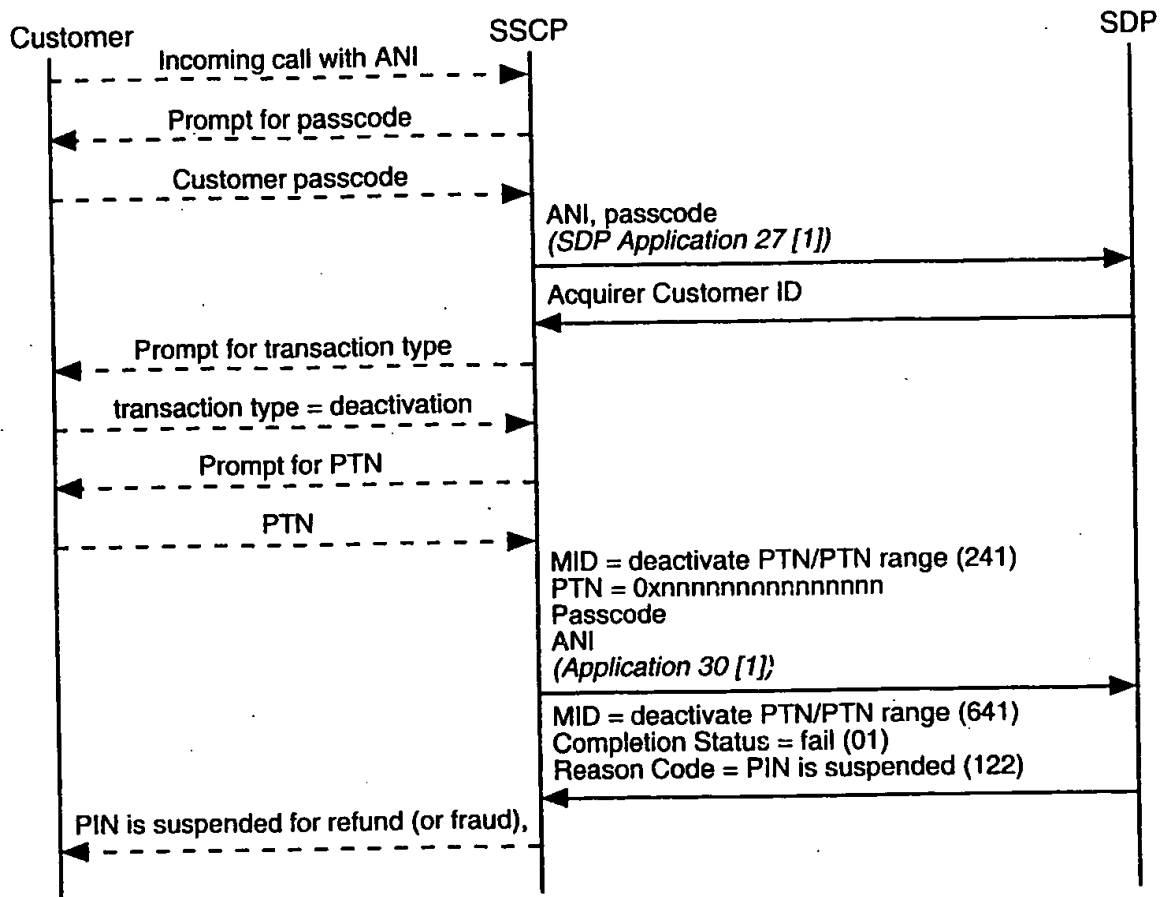 Customer
SSCP
SDP
Incoming call with ANI
Prompt for passcode
Customer passcode
ANI, passcode
(SDP Application 27 [1])
Acquirer Customer ID
Prompt for transaction type
transaction type = deactivation
Prompt for PTN
PTN
MID = deactivate PTN/PTN range (241)
PTN = 0xnnnnnnnnnnnnnnnn
Passcode
ANI
(Application 30 [1])
MID = deactivate PTN/PTN range (641)
Completion Status = fail (01)
Reason Code = PIN is suspended (122)
PIN is suspended for refund (or fraud),